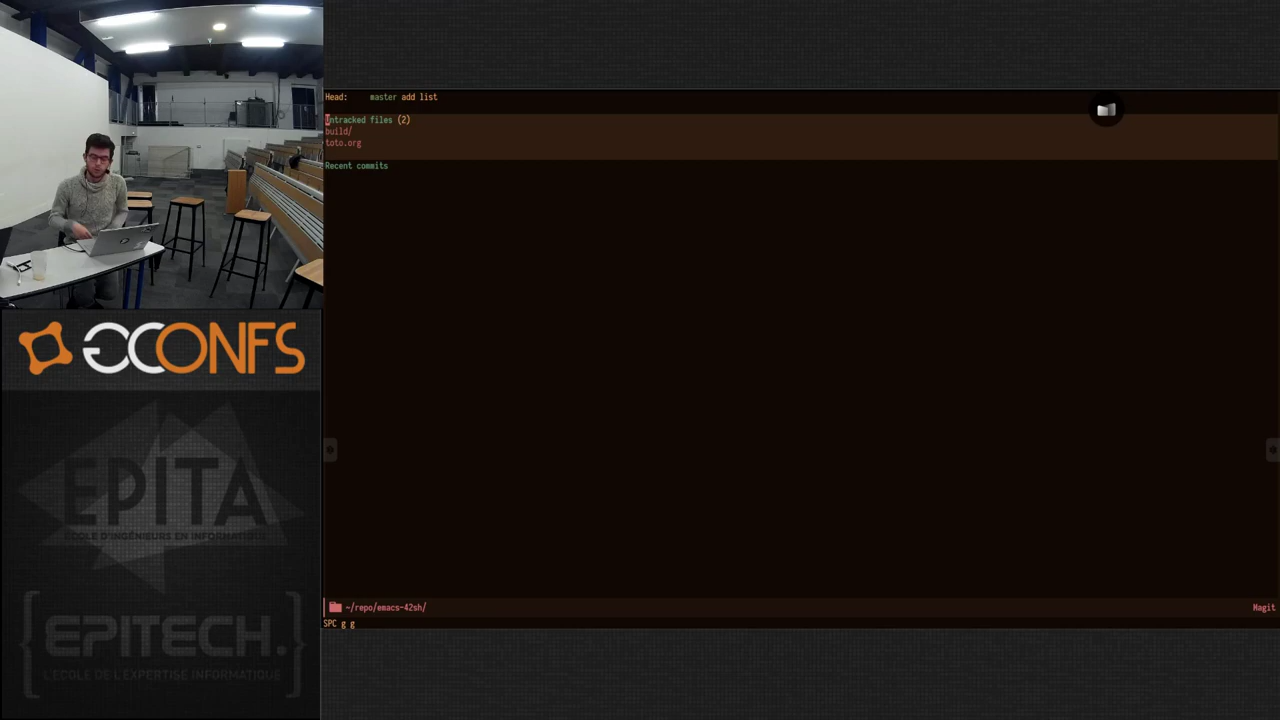 Head: master add list
Untracked files (2)
build/
toto.org
Recent commits
~/repo/emacs-42sh/ Magit
SPC g g
GCONFS
EPITA
ÉCOLE D'INGÉNIEURS EN INFORMATIQUE
{EPITECH.}
L'ÉCOLE DE L'EXPERTISE INFORMATIQUE